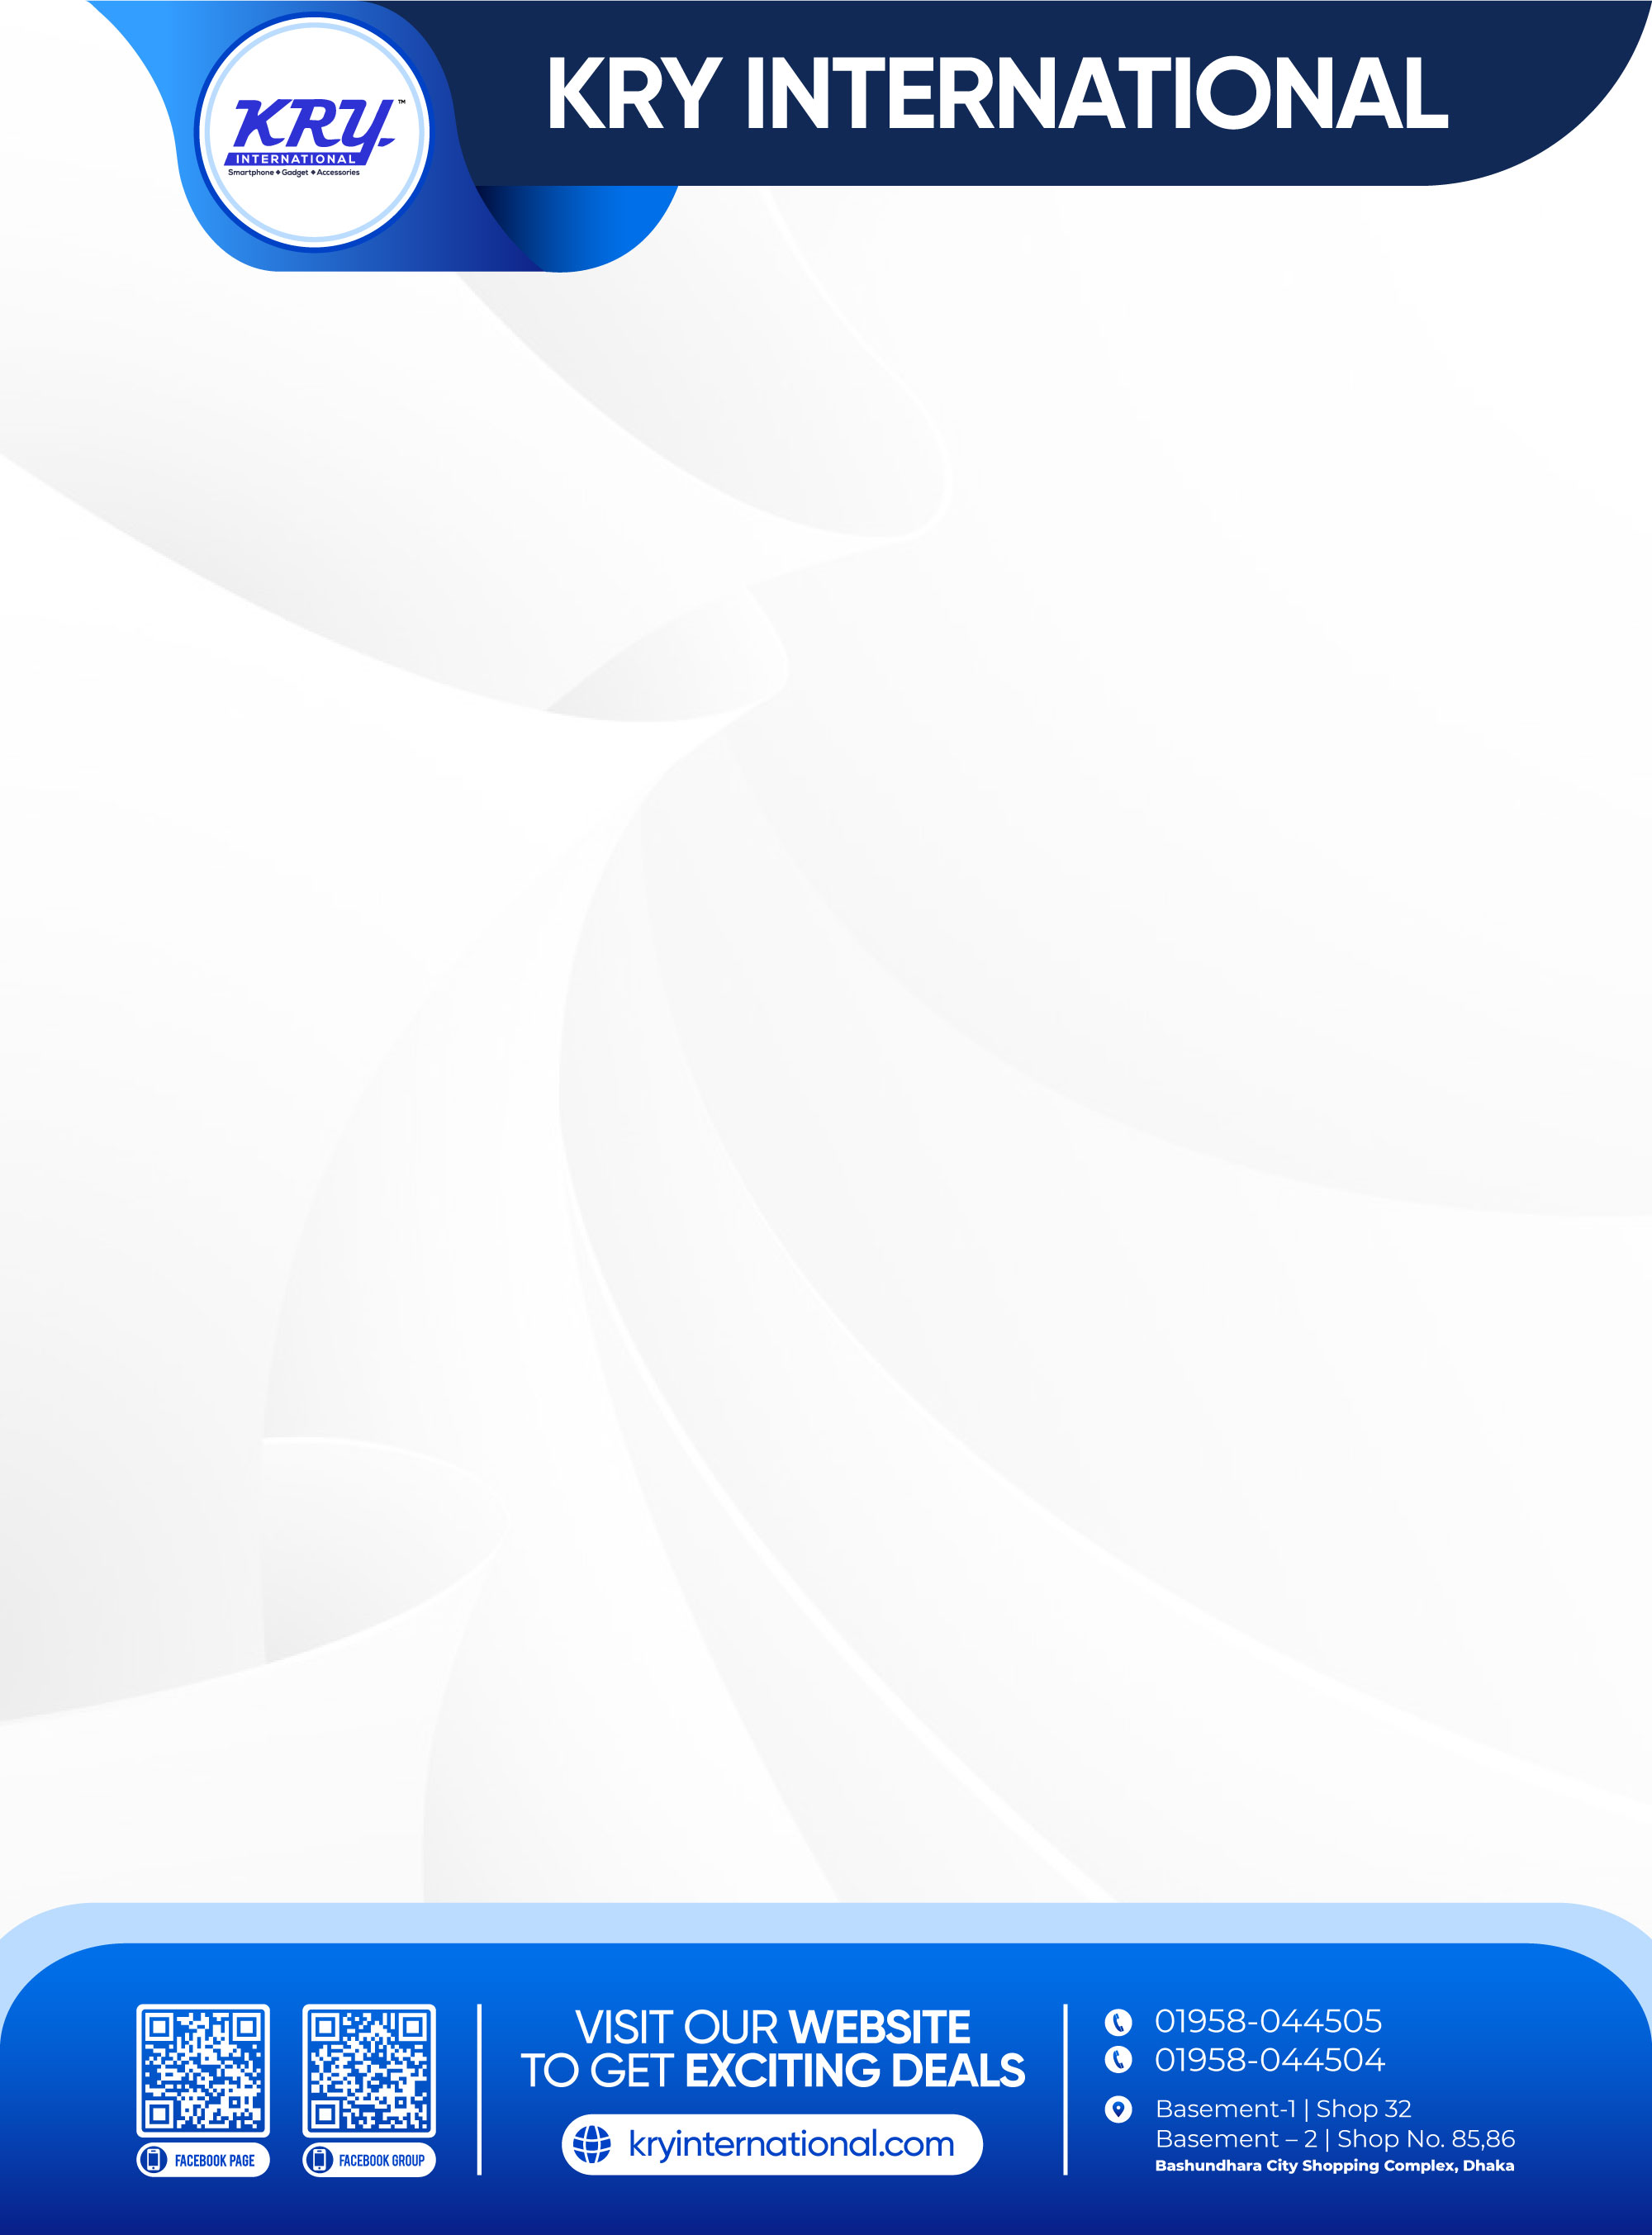 KRY™
INTERNATIONAL
Smartphone ◆ Gadget ◆ Accessories
KRY INTERNATIONAL
FACEBOOK PAGE
FACEBOOK GROUP
VISIT OUR WEBSITE
TO GET EXCITING DEALS
kryinternational.com
01958-044505
01958-044504
Basement-1 | Shop 32
Basement – 2 | Shop No. 85,86
Bashundhara City Shopping Complex, Dhaka